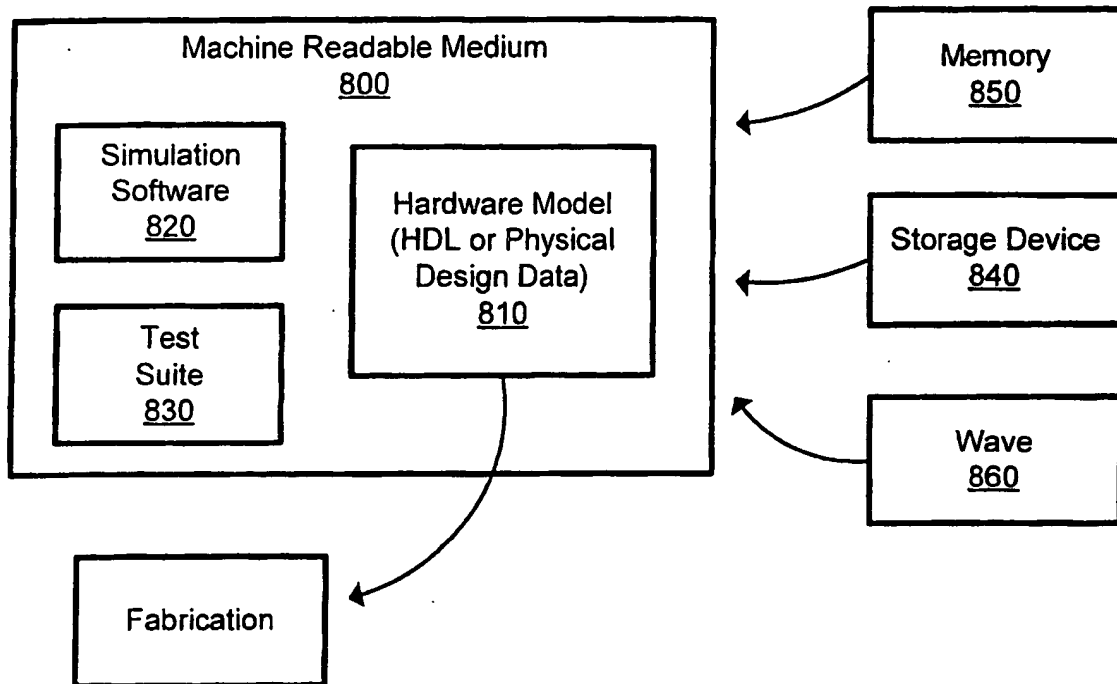 Machine Readable Medium
800
Simulation
Software
820
Test
Suite
830
Hardware Model
(HDL or Physical
Design Data)
810
Memory
850
Storage Device
840
Wave
860
Fabrication